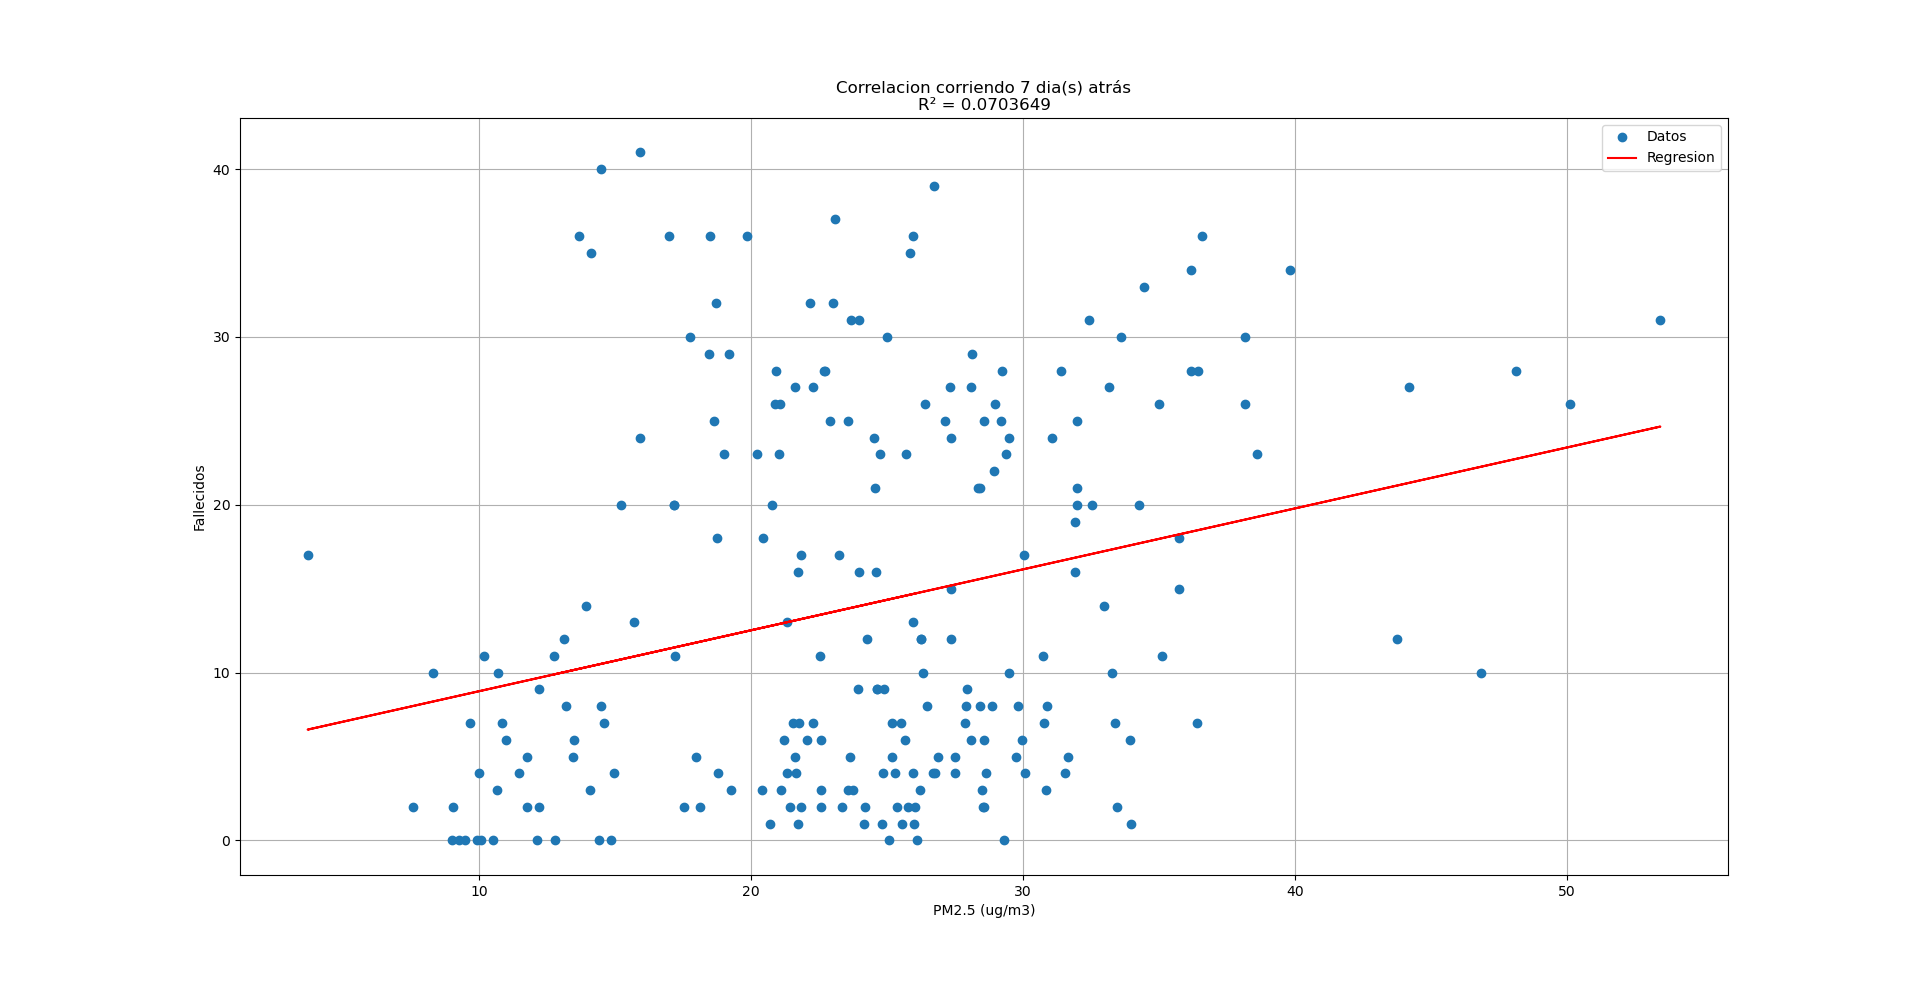 Correlacion corriendo 7 dia(s) atrás
R² = 0.0703649
Datos
Regresion
Fallecidos
40
30
20
10
0
10 20 30 40 50
PM2.5 (ug/m3)